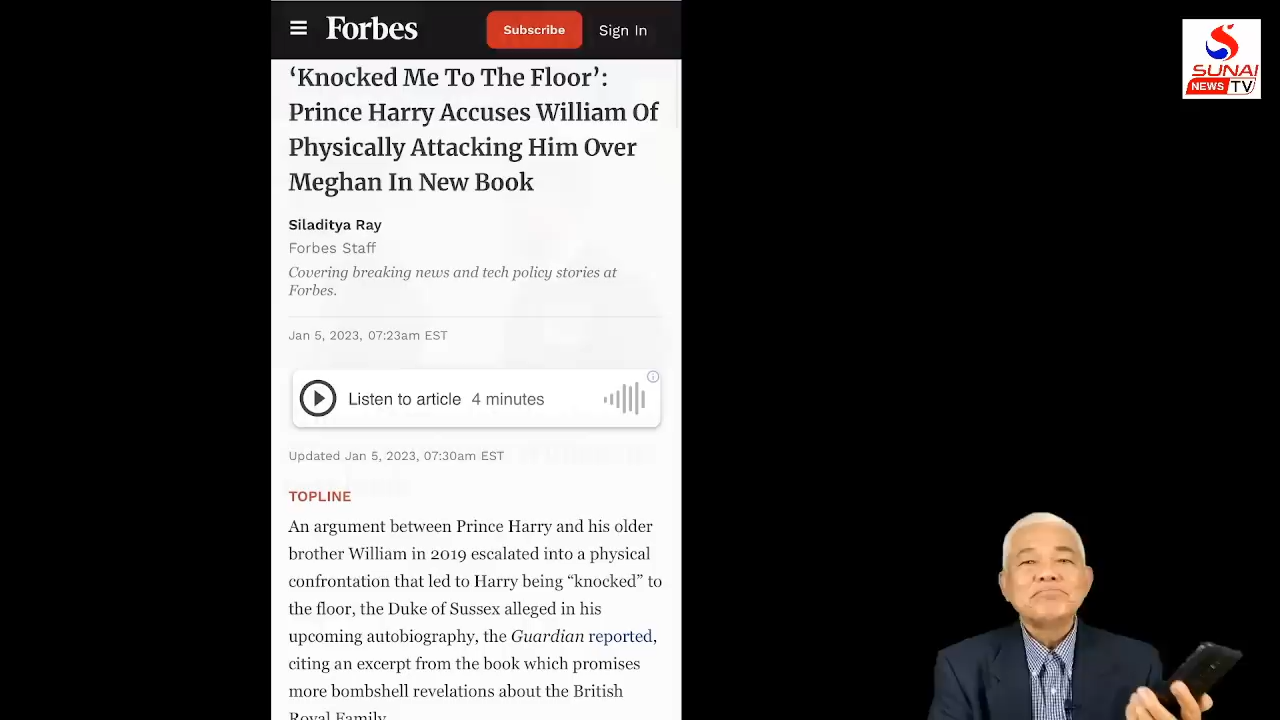 Forbes
Subscribe
Sign In
SUNAI
NEWS TV
‘Knocked Me To The Floor’:
Prince Harry Accuses William Of
Physically Attacking Him Over
Meghan In New Book
Siladitya Ray
Forbes Staff
Covering breaking news and tech policy stories at
Forbes.
Jan 5, 2023, 07:23am EST
Listen to article 4 minutes
Updated Jan 5, 2023, 07:30am EST
TOPLINE
An argument between Prince Harry and his older
brother William in 2019 escalated into a physical
confrontation that led to Harry being “knocked” to
the floor, the Duke of Sussex alleged in his
upcoming autobiography, the Guardian reported,
citing an excerpt from the book which promises
more bombshell revelations about the British
Royal Family.